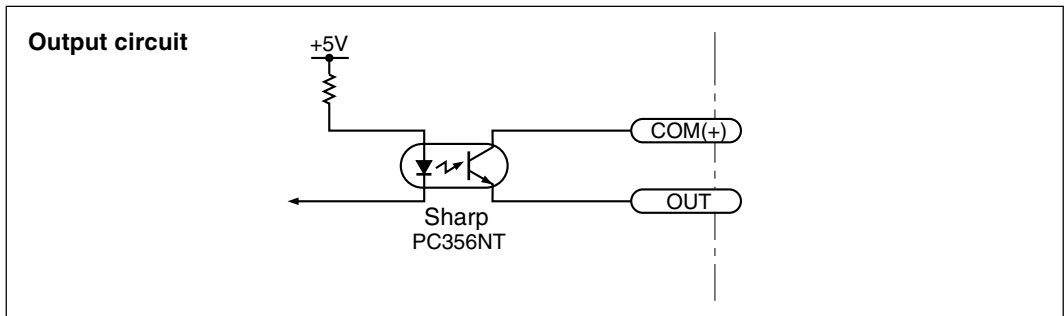 Output circuit
+5V
COM(+)
OUT
Sharp
PC356NT